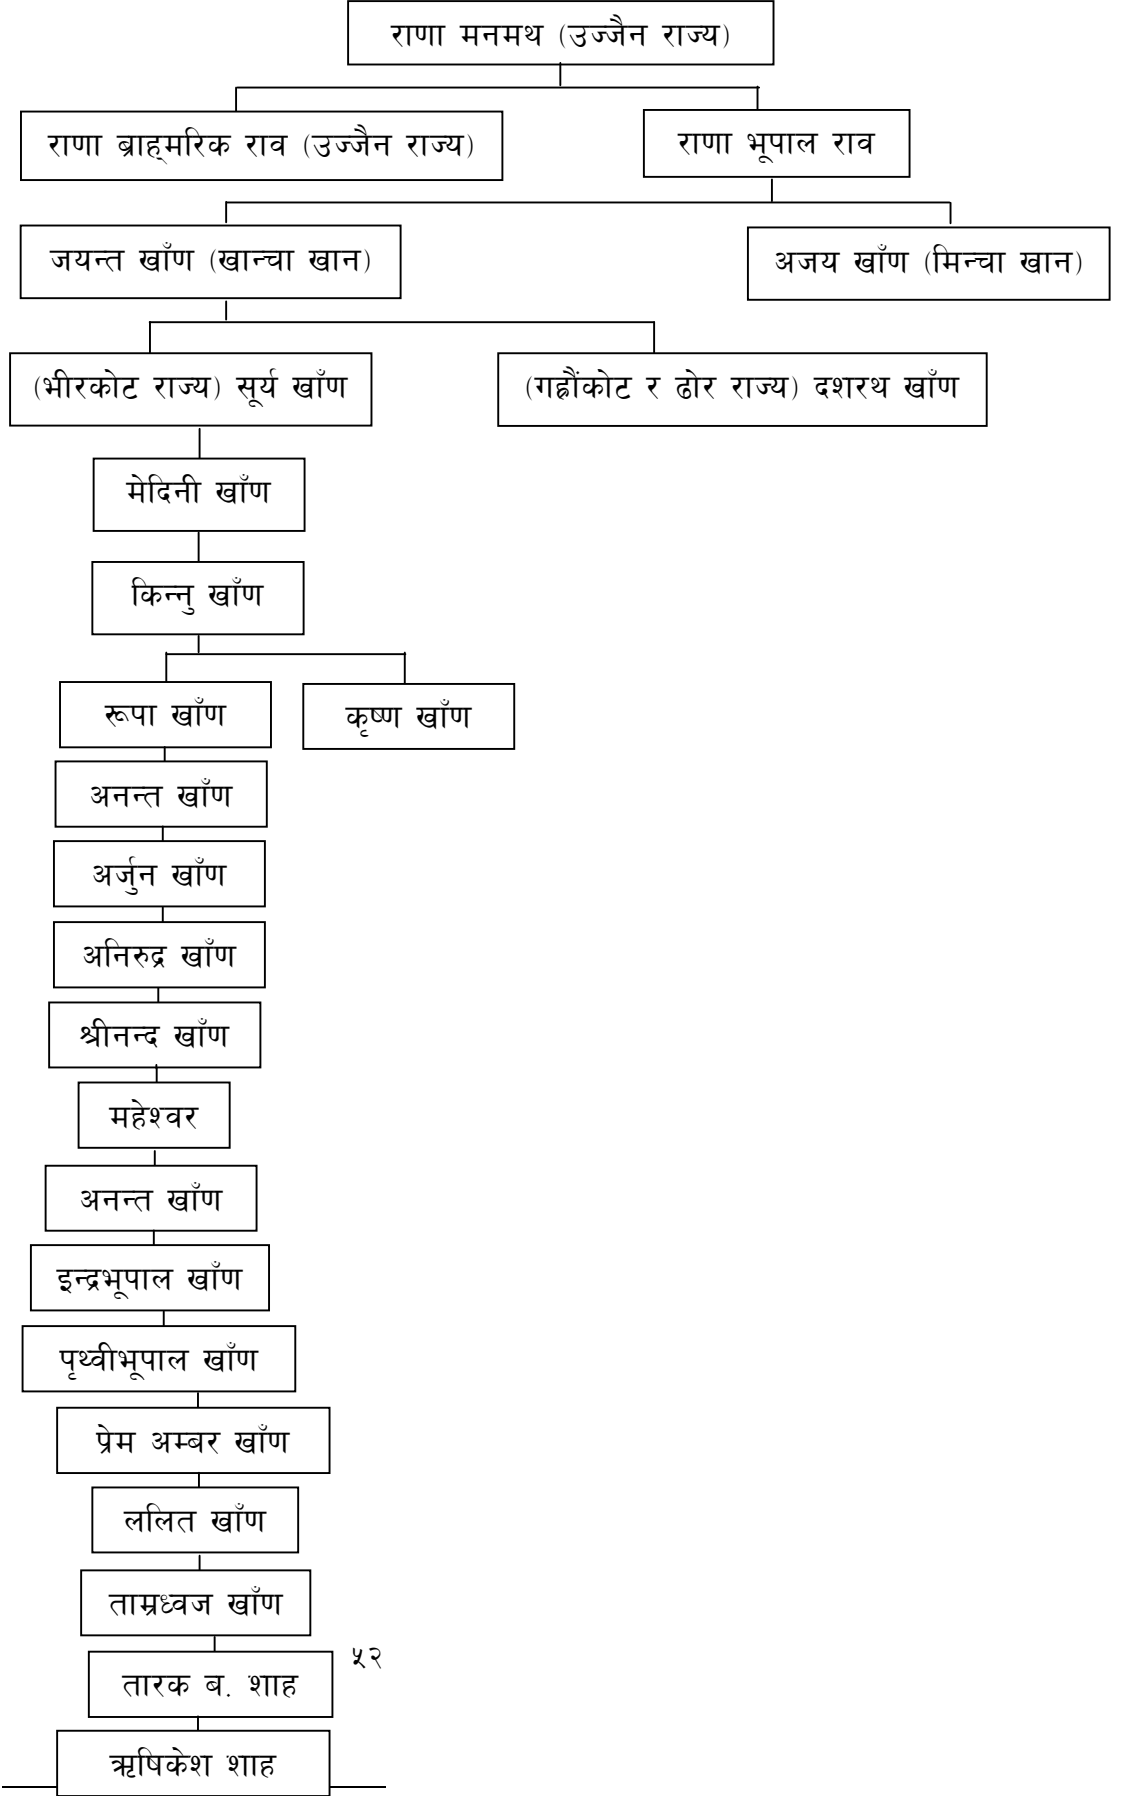 राणा मनमथ (उज्जैन राज्य)
राणा ब्राह्मरिक राव (उज्जैन राज्य)
राणा भूपाल राव
जयन्त खाँण (खान्चा खान)
अजय खाँण (मिन्चा खान)
(भीरकोट राज्य) सूर्य खाँण
(गह्रौंकोट र ढोर राज्य) दशरथ खाँण
मेदिनी खाँण
किन्नु खाँण
रूपा खाँण
कृष्ण खाँण
अनन्त खाँण
अर्जुन खाँण
अनिरुद्र खाँण
श्रीनन्द खाँण
महेश्वर
अनन्त खाँण
इन्द्रभूपाल खाँण
पृथ्वीभूपाल खाँण
प्रेम अम्बर खाँण
ललित खाँण
ताम्रध्वज खाँण
५२
तारक ब. शाह
ऋषिकेश शाह